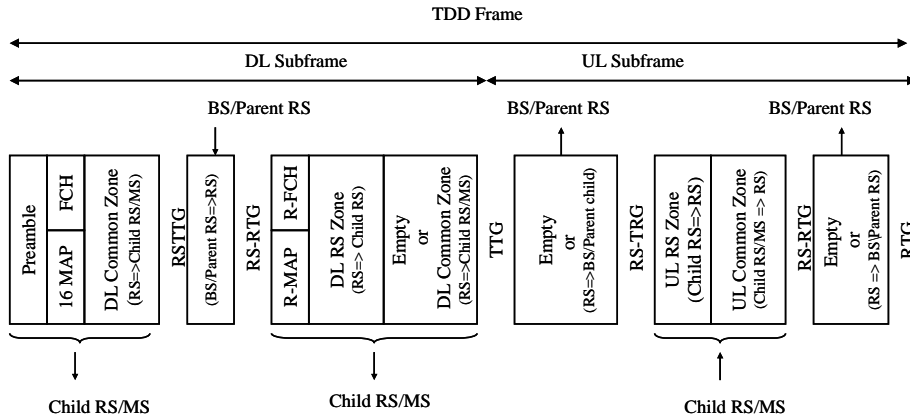 TDD Frame
DL Subframe
UL Subframe
BS/Parent RS
BS/Parent RS
BS/Parent RS
Preamble
FCH
16 MAP
DL Common Zone
(RS=>Child RS/MS)
RSTTG
(BS/Parent RS=>RS)
RS-RTG
R-FCH
R-MAP
DL RS Zone
(RS=> Child RS)
Empty
or
DL Common Zone
(RS=>Child RS/MS)
TTG
Empty
or
(RS=>BS/Parent child)
RS-TRG
UL RS Zone
(Child RS=>RS)
UL Common Zone
(Child RS/MS => RS)
RS-RTG
Empty
or
(RS => BS\Parent RS)
RTG
Child RS/MS
Child RS/MS
Child RS/MS